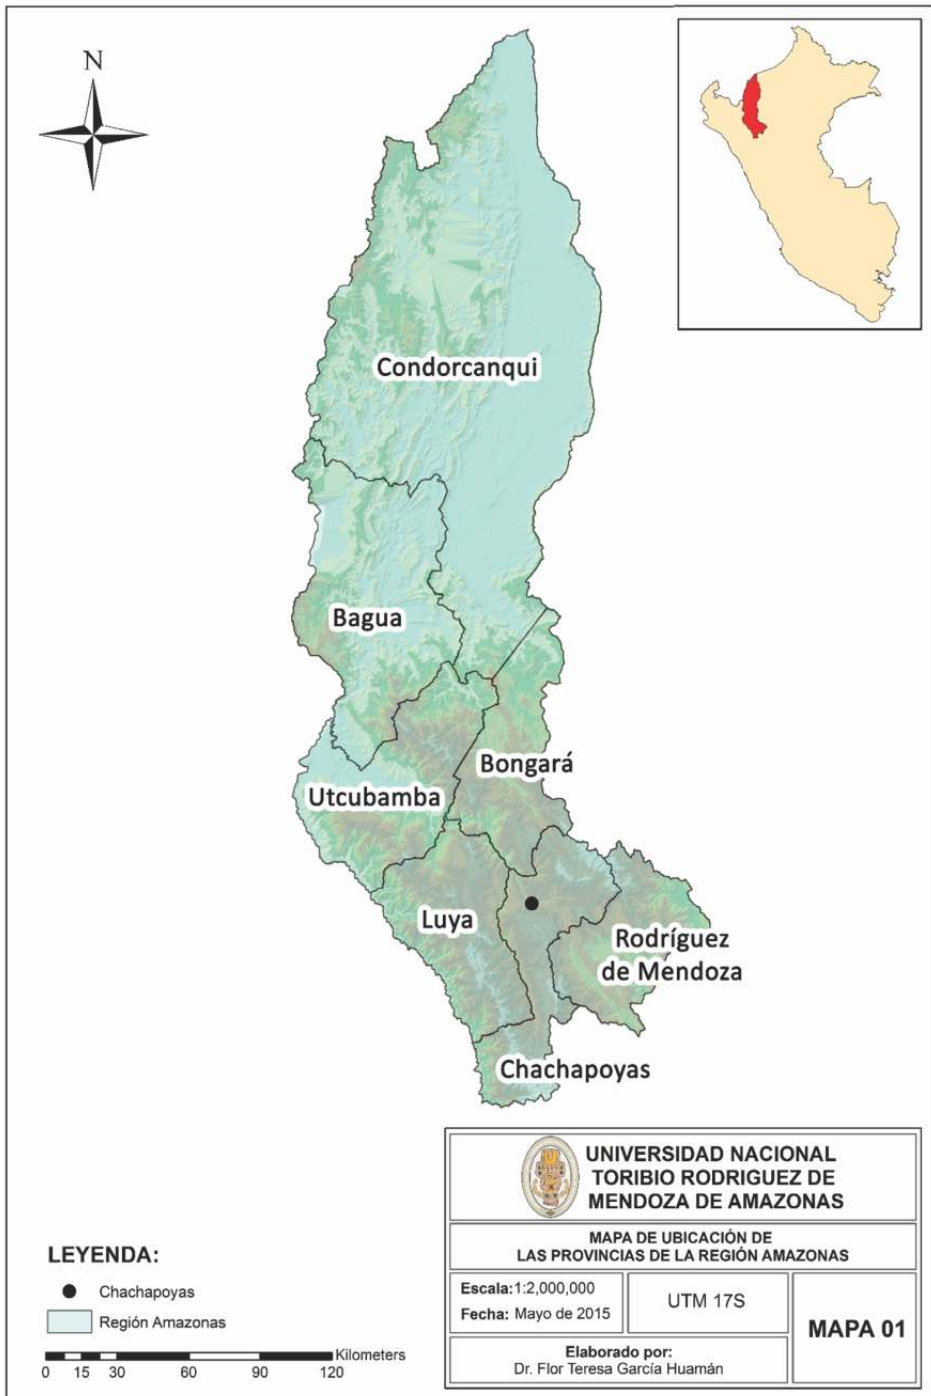 N
Condorcanqui
Bagua
Bongará
Utcubamba
Luya
Rodríguez
de Mendoza
Chachapoyas
UNIVERSIDAD NACIONAL
TORIBIO RODRIGUEZ DE
MENDOZA DE AMAZONAS
MAPA DE UBICACIÓN DE
LAS PROVINCIAS DE LA REGIÓN AMAZONAS
Escala:1:2,000,000
Fecha: Mayo de 2015
UTM 17S
MAPA 01
Elaborado por:
Dr. Flor Teresa García Huamán
LEYENDA:
Chachapoyas
Región Amazonas
Kilometers
0 15 30 60 90 120